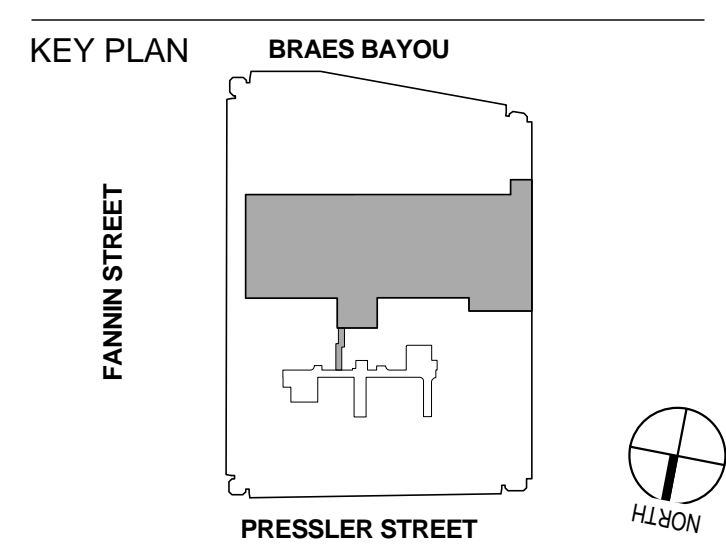 KEY PLAN
BRAES BAYOU
FANNIN STREET
NORTH
PRESSLER STREET